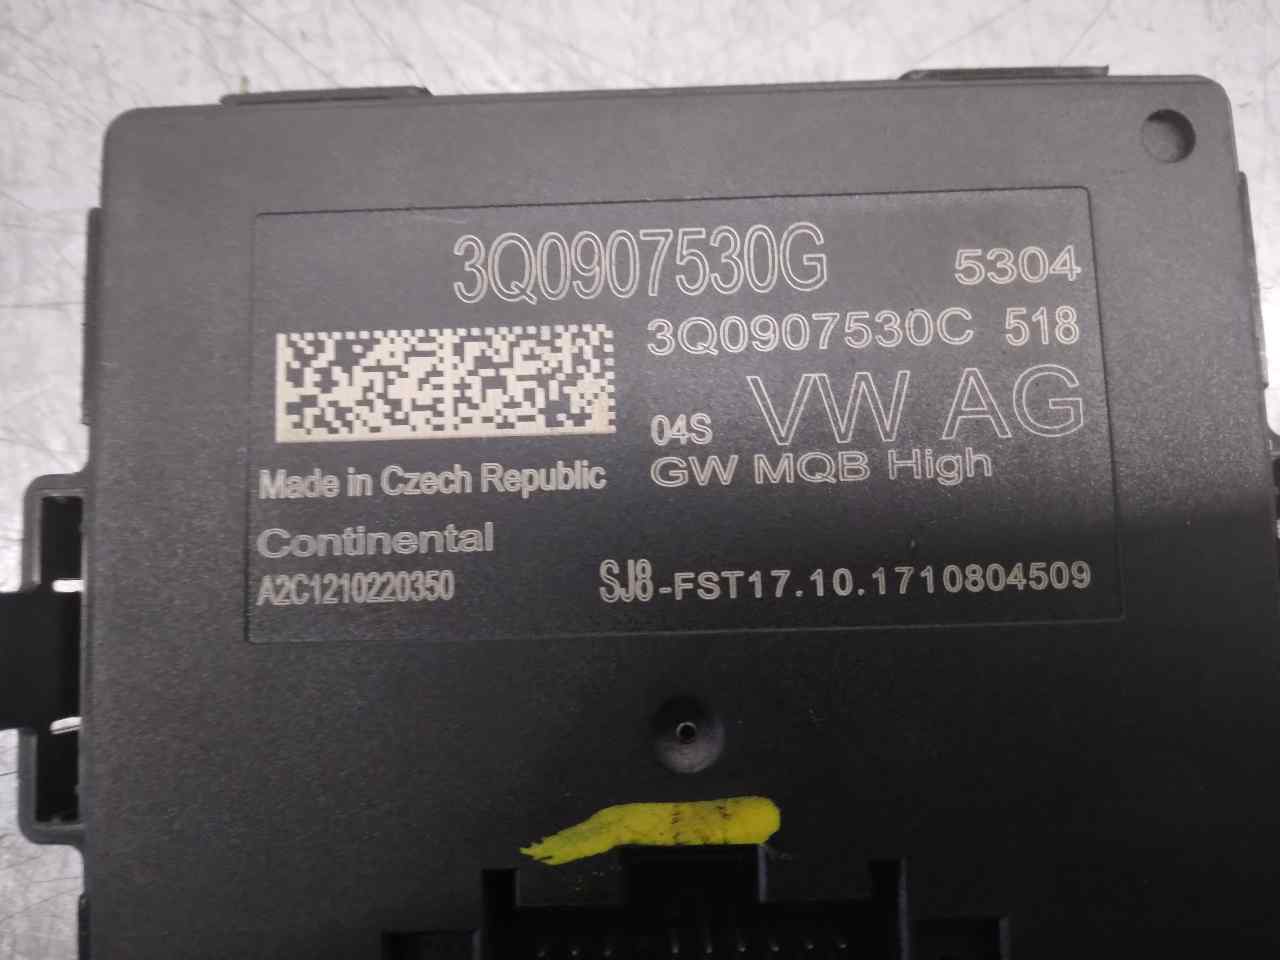 3Q0907530G 5304
3Q0907530C 518
04S VW AG
GW MQB High
Made in Czech Republic
Continental
A2C1210220350
SJ8-FST17.10.1710804509